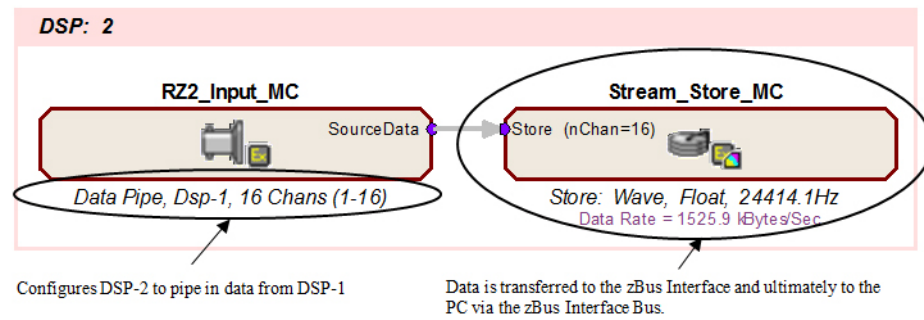 DSP: 2
RZ2_Input_MC
SourceData
Ex
Data Pipe, Dsp-1, 16 Chans (1-16)
Stream_Store_MC
Store (nChan=16)
Store: Wave, Float, 24414.1Hz
Data Rate = 1525.9 kBytes/Sec
Configures DSP-2 to pipe in data from DSP-1
Data is transferred to the zBus Interface and ultimately to the
PC via the zBus Interface Bus.